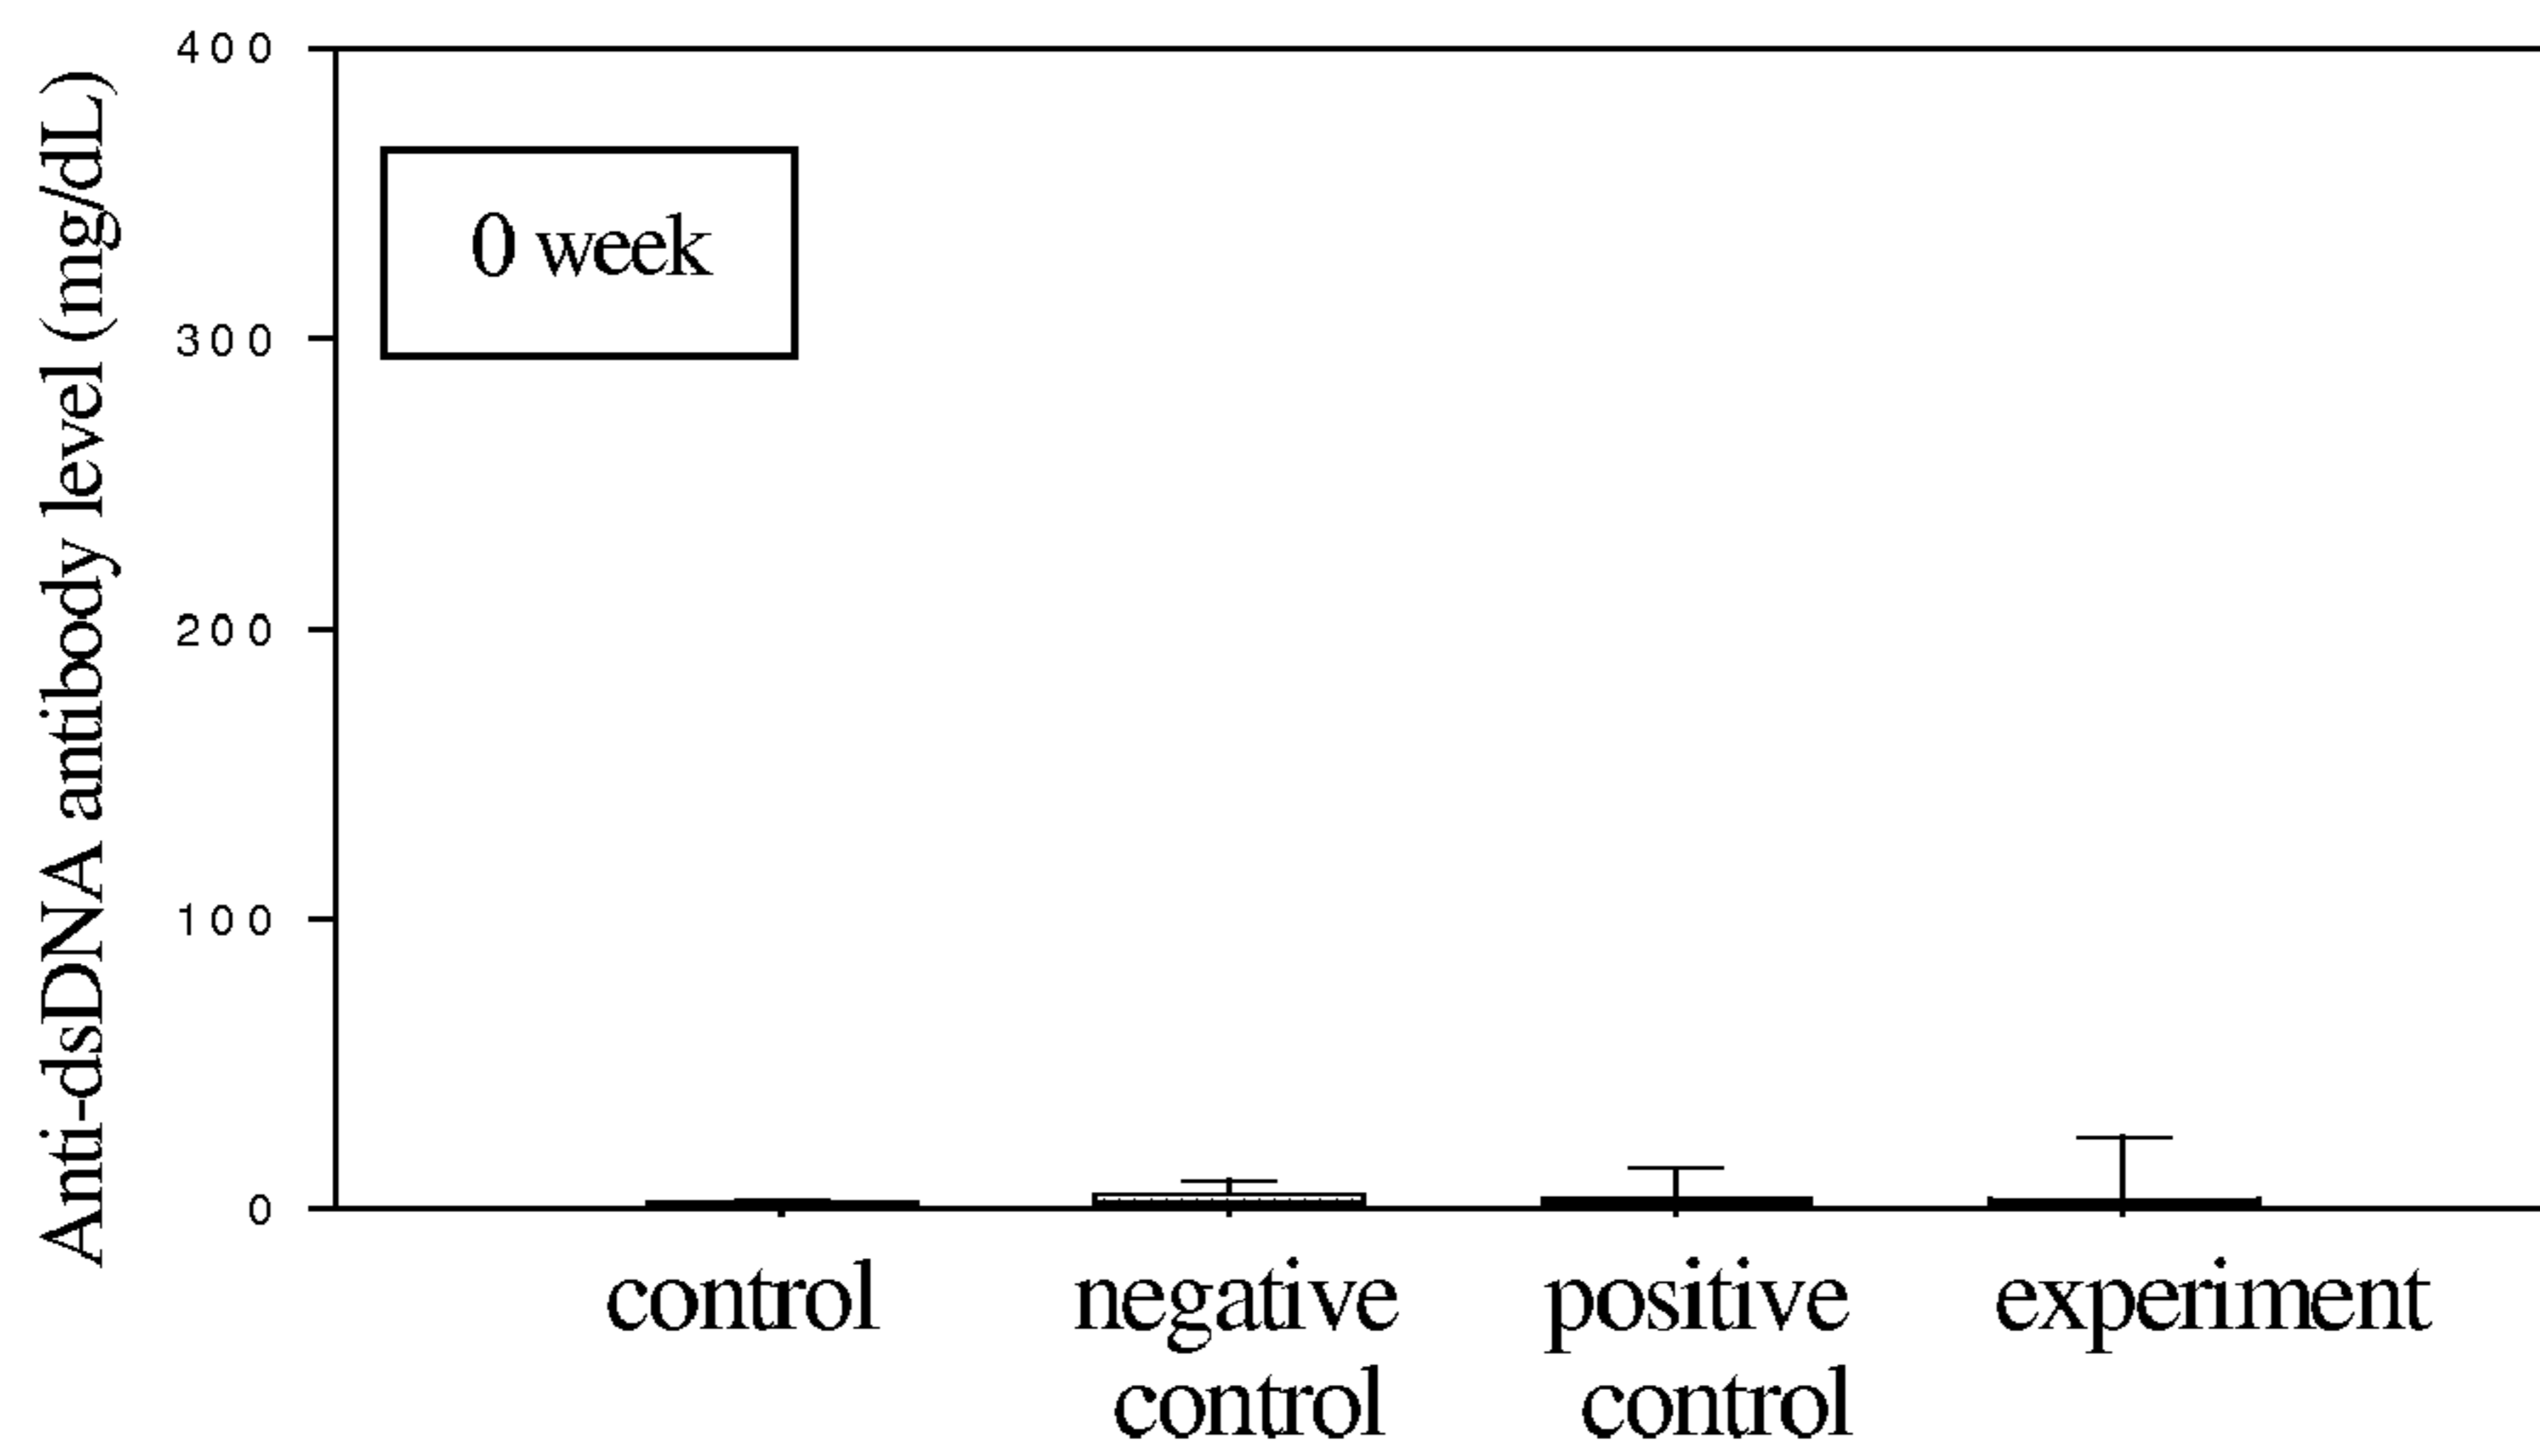 Anti-dsDNA antibody level (mg/dL)
400
300
200
100
0
0 week
control
negative
control
positive
control
experiment